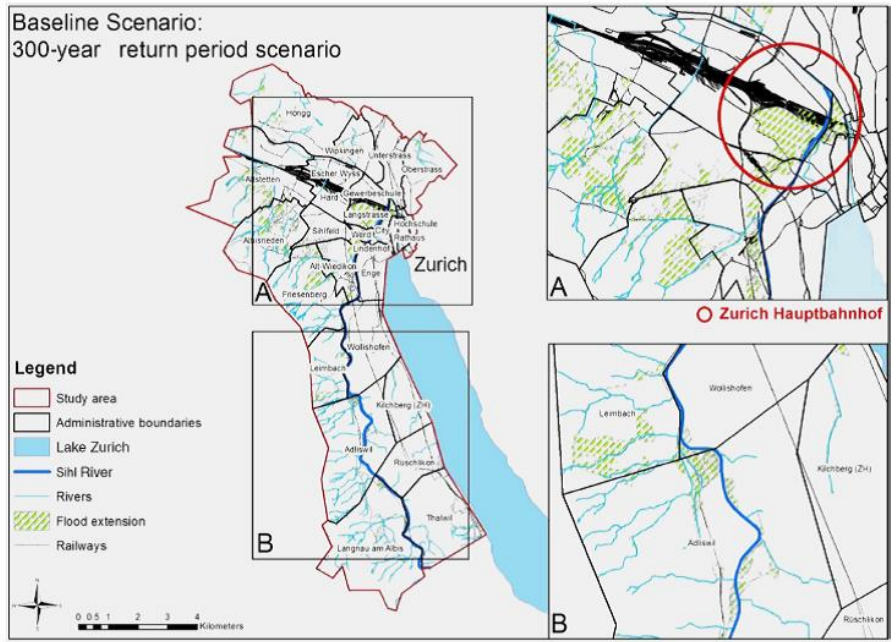 Baseline Scenario:
300-year return period scenario
Höngg
Wipkingen
Unterstrass
Oberstrass
Escher Wyss
Altstetten
Gewerbeschule
Hard
Langstrasse
Hochschule
Sihlfeld
Werd
City
Rathaus
Albisrieden
Lindenhof
Alt-Wiedikon
Enge
Zurich
A
Friesenberg
Wollishofen
Leimbach
Kilchberg (ZH)
Adliswil
Rüschlikon
Thalwil
B
Langnau am Albis
Legend
Study area
Administrative boundaries
Lake Zurich
Sihl River
Rivers
Flood extension
Railways
N
0 0.5 1 2 3 4
Kilometers
A
Zurich Hauptbahnhof
Wollishofen
Leimbach
Kilchberg (ZH)
Adliswil
B
Rüschlikon